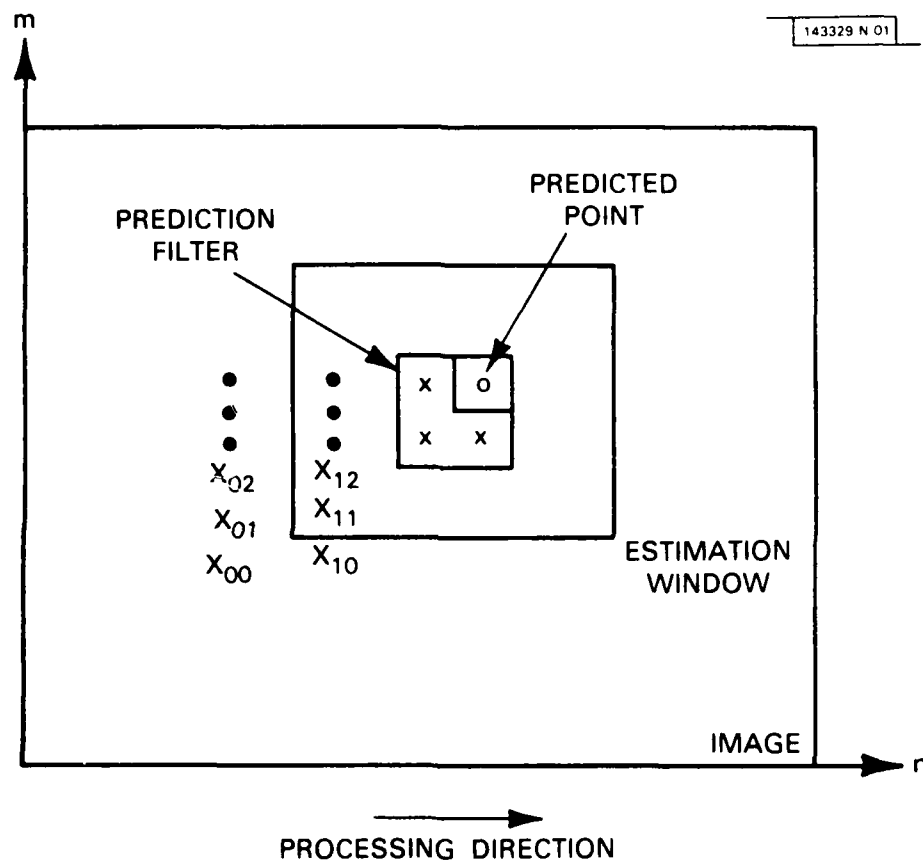 m
143329 N 01
PREDICTED
POINT
PREDICTION
FILTER
x o
x x
X02 X12
X01 X11
X00 X10
ESTIMATION
WINDOW
IMAGE
n
PROCESSING DIRECTION